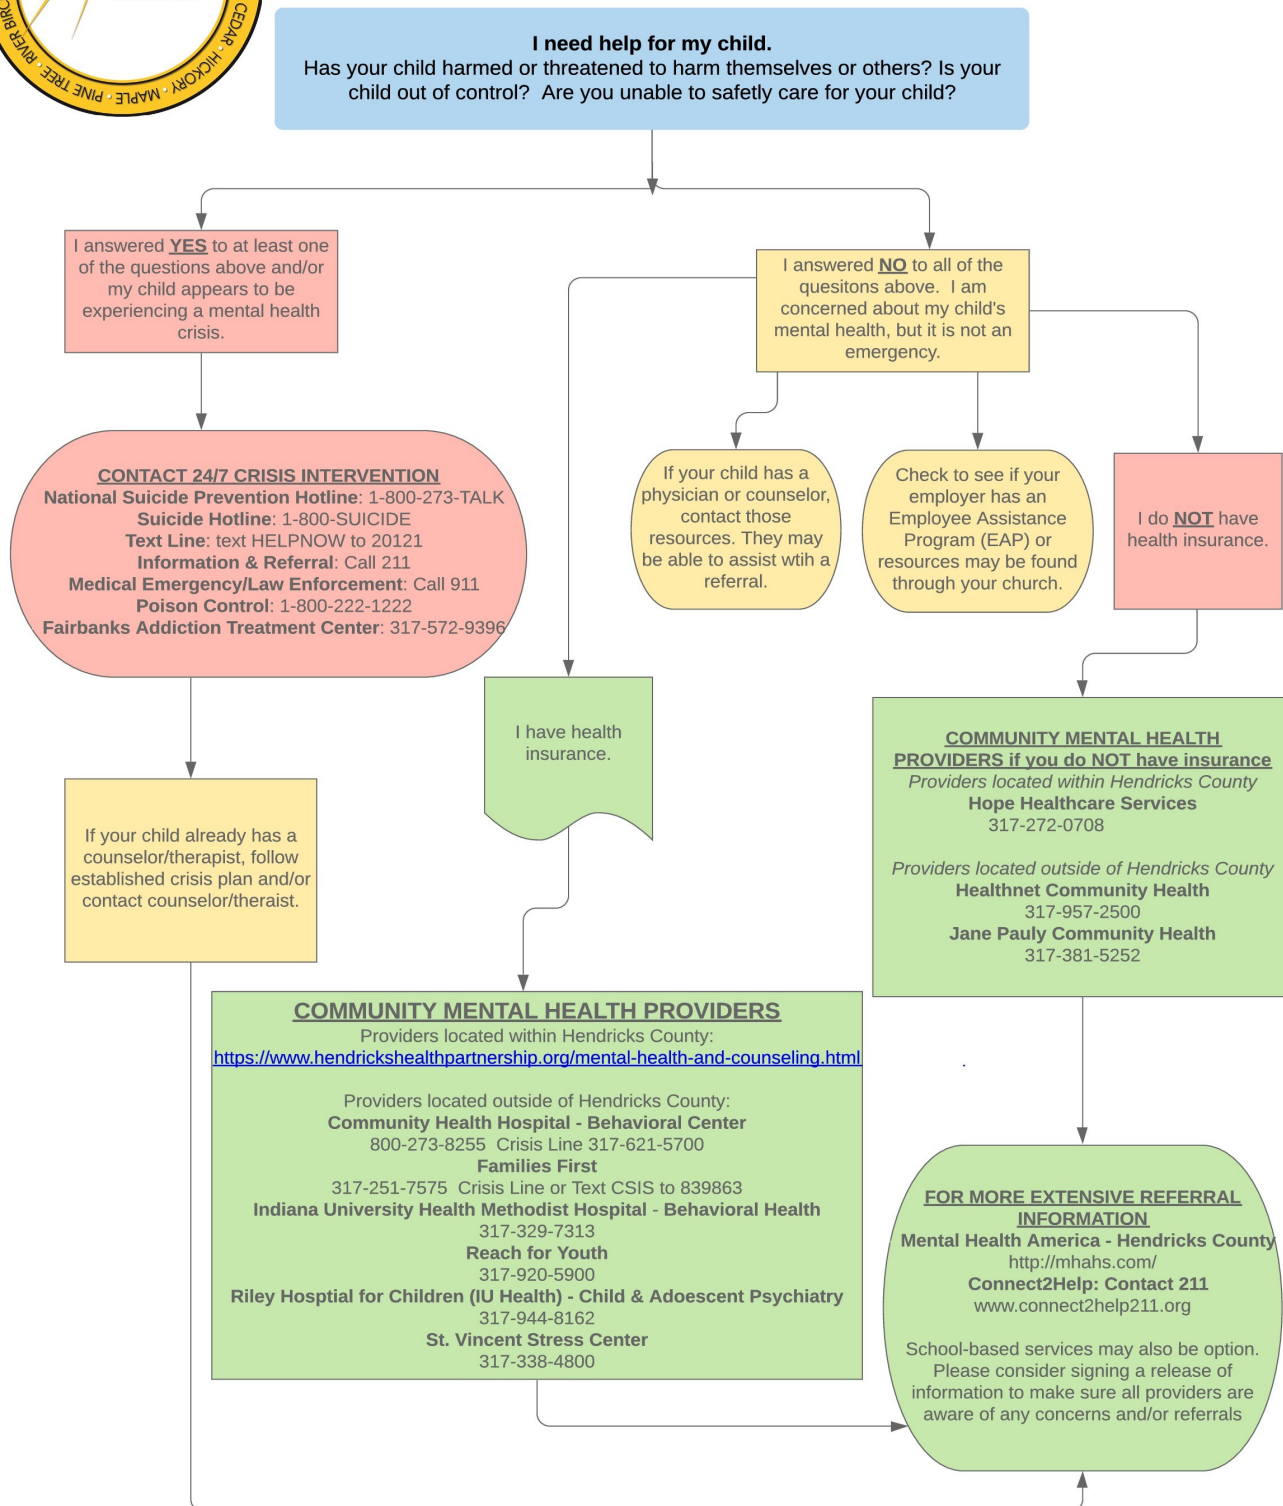 RIVER BIRCH • PINE TREE • MAPLE • HICKORY • CEDAR
I need help for my child.
Has your child harmed or threatened to harm themselves or others? Is your
child out of control?  Are you unable to safetly care for your child?
I answered YES to at least one
of the questions above and/or
my child appears to be
experiencing a mental health
crisis.
I answered NO to all of the
quesitons above.  I am
concerned about my child's
mental health, but it is not an
emergency.
CONTACT 24/7 CRISIS INTERVENTION
National Suicide Prevention Hotline: 1-800-273-TALK
Suicide Hotline: 1-800-SUICIDE
Text Line: text HELPNOW to 20121
Information & Referral: Call 211
Medical Emergency/Law Enforcement: Call 911
Poison Control: 1-800-222-1222
Fairbanks Addiction Treatment Center: 317-572-9396
If your child has a
physician or counselor,
contact those
resources. They may
be able to assist wtih a
referral.
Check to see if your
employer has an
Employee Assistance
Program (EAP) or
resources may be found
through your church.
I do NOT have
health insurance.
I have health
insurance.
If your child already has a
counselor/therapist, follow
established crisis plan and/or
contact counselor/theraist.
COMMUNITY MENTAL HEALTH
PROVIDERS if you do NOT have insurance
Providers located within Hendricks County
Hope Healthcare Services
317-272-0708
Providers located outside of Hendricks County
Healthnet Community Health
317-957-2500
Jane Pauly Community Health
317-381-5252
COMMUNITY MENTAL HEALTH PROVIDERS
Providers located within Hendricks County:
https://www.hendrickshealthpartnership.org/mental-health-and-counseling.html
Providers located outside of Hendricks County:
Community Health Hospital - Behavioral Center
800-273-8255  Crisis Line 317-621-5700
Families First
317-251-7575  Crisis Line or Text CSIS to 839863
Indiana University Health Methodist Hospital - Behavioral Health
317-329-7313
Reach for Youth
317-920-5900
Riley Hosptial for Children (IU Health) - Child & Adoescent Psychiatry
317-944-8162
St. Vincent Stress Center
317-338-4800
FOR MORE EXTENSIVE REFERRAL
INFORMATION
Mental Health America - Hendricks County
http://mhahs.com/
Connect2Help: Contact 211
www.connect2help211.org
School-based services may also be option.
Please consider signing a release of
information to make sure all providers are
aware of any concerns and/or referrals